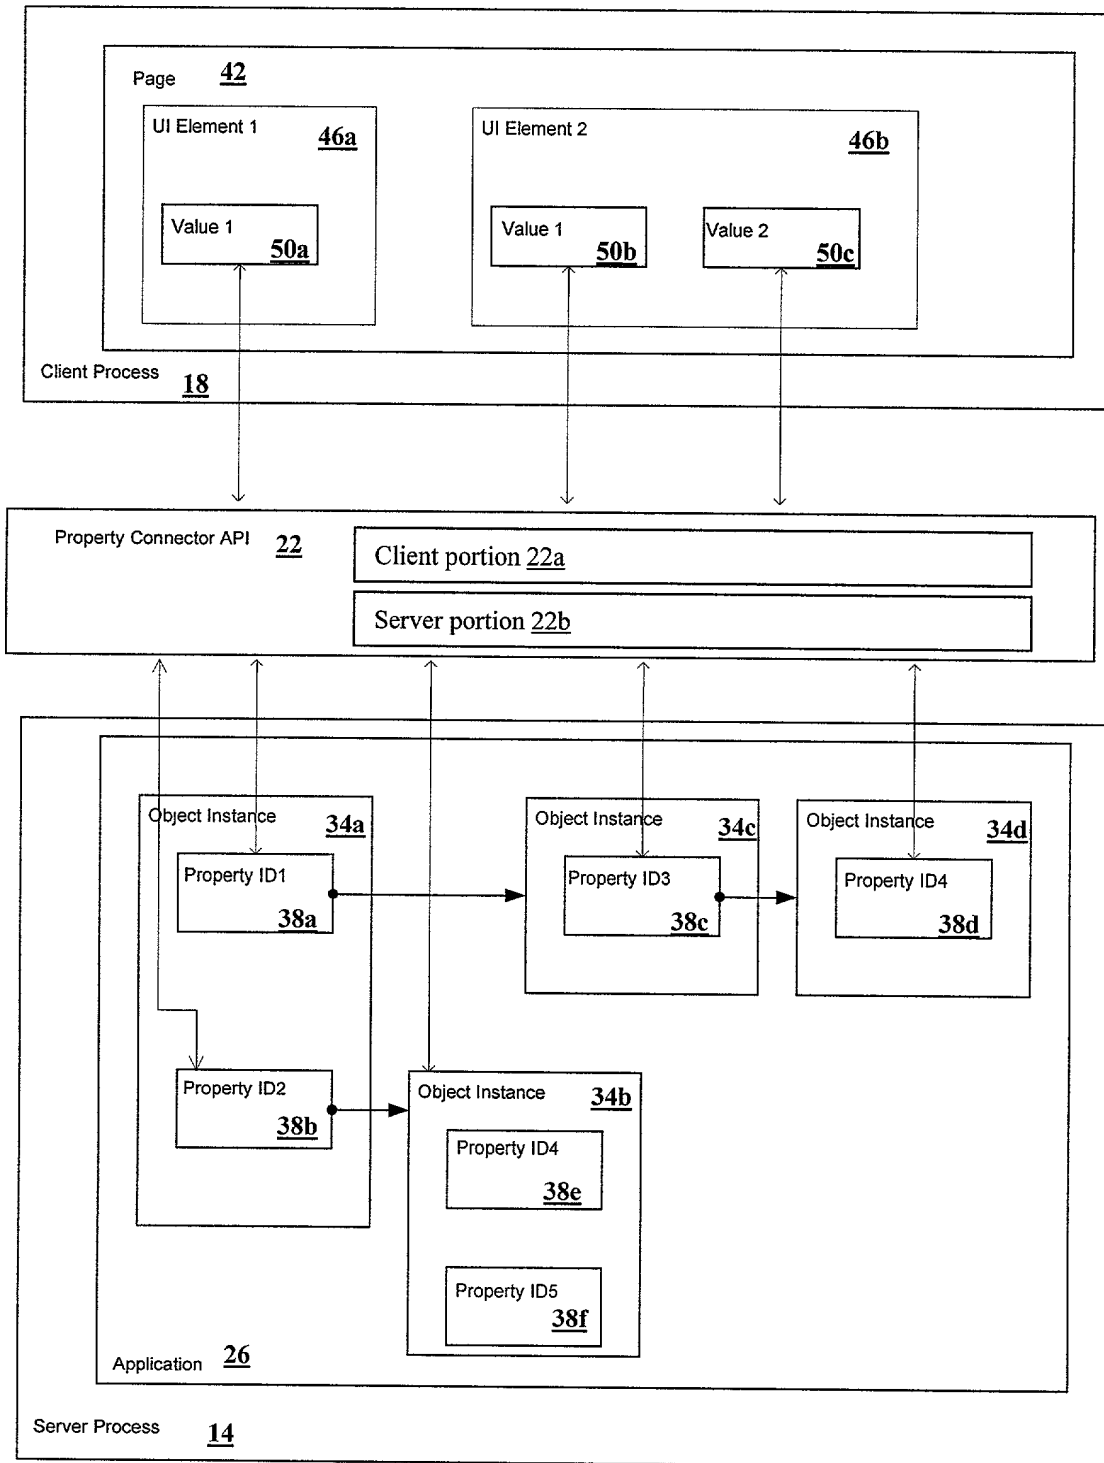 Page 42
UI Element 1 46a
Value 1 50a
UI Element 2 46b
Value 1 50b
Value 2 50c
Client Process 18
Property Connector API 22
Client portion 22a
Server portion 22b
Object Instance 34a
Property ID1 38a
Object Instance 34c
Property ID3 38c
Object Instance 34d
Property ID4 38d
Property ID2 38b
Object Instance 34b
Property ID4 38e
Property ID5 38f
Application 26
Server Process 14